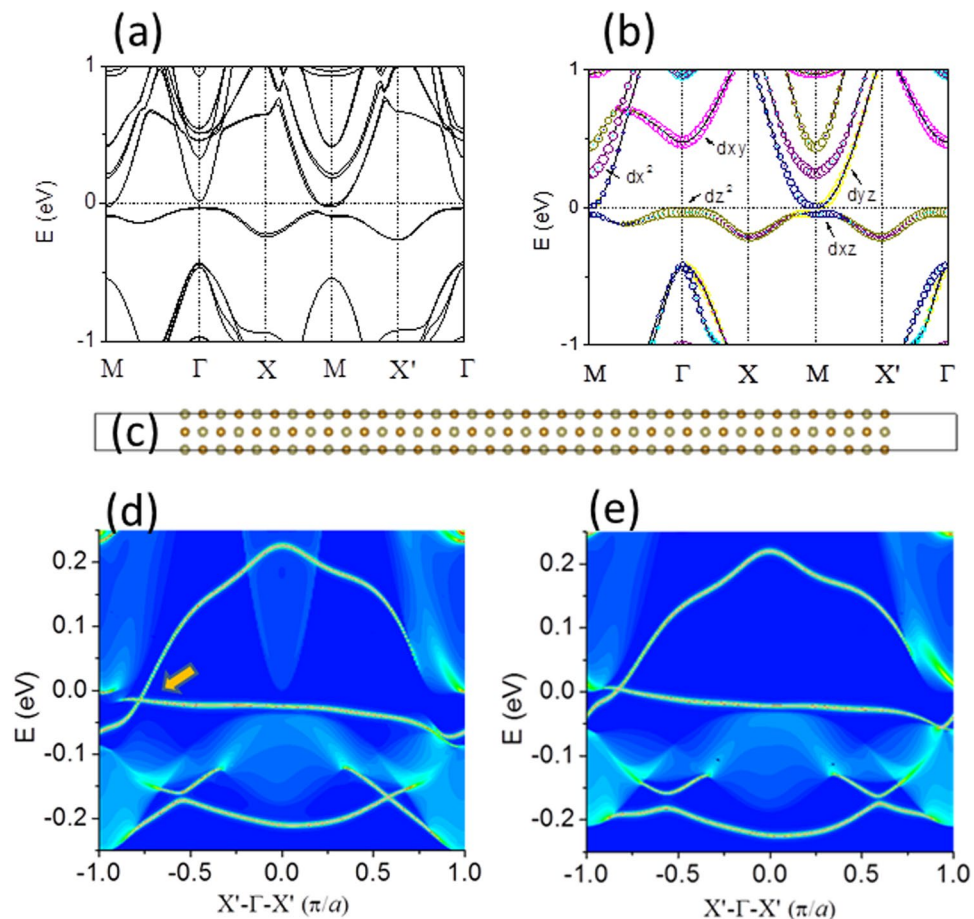 (a)
(b)
1
0
-1
E (eV)
M Γ X M X' Γ
1
0
-1
E (eV)
dxy
dx²
dz²
dyz
dxz
M Γ X M X' Γ
(c)
(d)
(e)
0.2
0.1
0.0
-0.1
-0.2
E (eV)
-1.0 -0.5 0.0 0.5 1.0
X'-Γ-X' (π/a)
0.2
0.1
0.0
-0.1
-0.2
E (eV)
-1.0 -0.5 0.0 0.5 1.0
X'-Γ-X' (π/a)